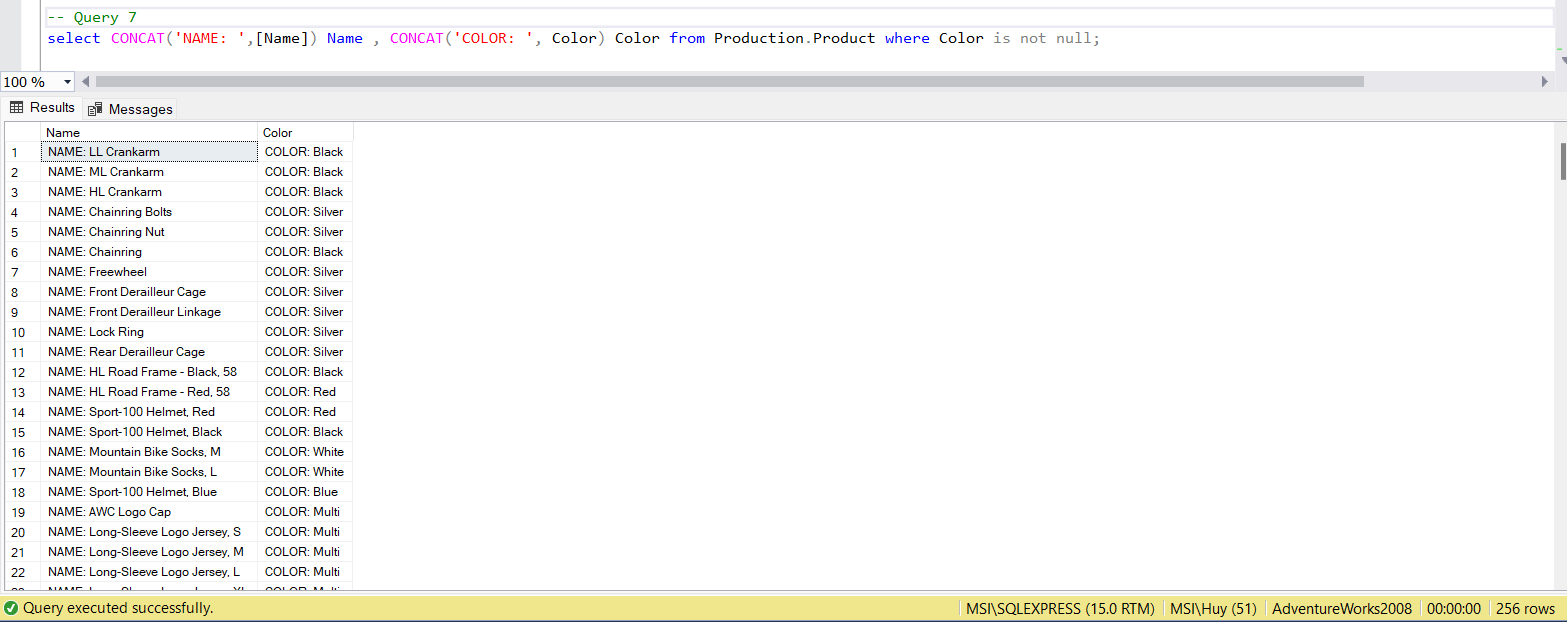 -- Query 7
select CONCAT('NAME: ',[Name]) Name , CONCAT('COLOR: ', Color) Color from Production.Product where Color is not null;
100 %
Results Messages
Name Color
1 NAME: LL Crankarm COLOR: Black
2 NAME: ML Crankarm COLOR: Black
3 NAME: HL Crankarm COLOR: Black
4 NAME: Chainring Bolts COLOR: Silver
5 NAME: Chainring Nut COLOR: Silver
6 NAME: Chainring COLOR: Black
7 NAME: Freewheel COLOR: Silver
8 NAME: Front Derailleur Cage COLOR: Silver
9 NAME: Front Derailleur Linkage COLOR: Silver
10 NAME: Lock Ring COLOR: Silver
11 NAME: Rear Derailleur Cage COLOR: Silver
12 NAME: HL Road Frame - Black, 58 COLOR: Black
13 NAME: HL Road Frame - Red, 58 COLOR: Red
14 NAME: Sport-100 Helmet, Red COLOR: Red
15 NAME: Sport-100 Helmet, Black COLOR: Black
16 NAME: Mountain Bike Socks, M COLOR: White
17 NAME: Mountain Bike Socks, L COLOR: White
18 NAME: Sport-100 Helmet, Blue COLOR: Blue
19 NAME: AWC Logo Cap COLOR: Multi
20 NAME: Long-Sleeve Logo Jersey, S COLOR: Multi
21 NAME: Long-Sleeve Logo Jersey, M COLOR: Multi
22 NAME: Long-Sleeve Logo Jersey, L COLOR: Multi
Query executed successfully. MSI\SQLEXPRESS (15.0 RTM) MSI\Huy (51) AdventureWorks2008 00:00:00 256 rows